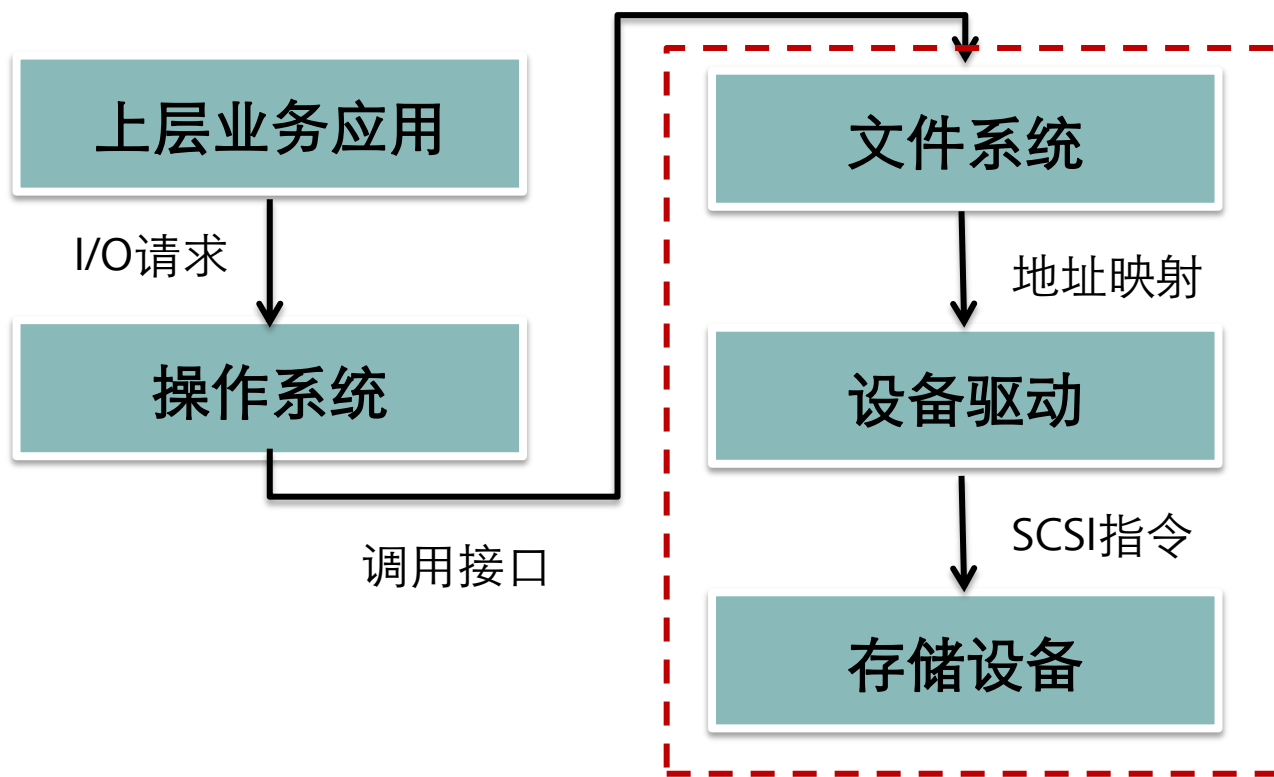 上层业务应用
I/O请求
操作系统
调用接口
文件系统
地址映射
设备驱动
SCSI指令
存储设备